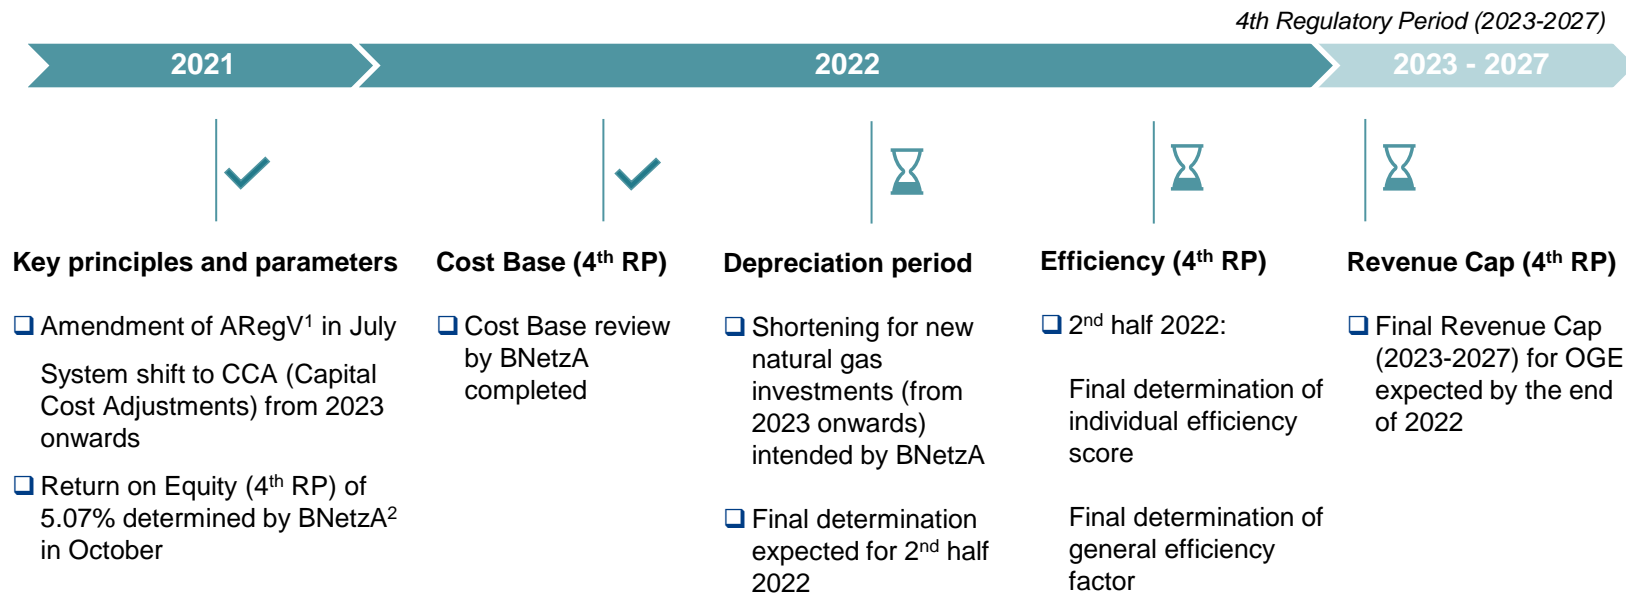 4th Regulatory Period (2023-2027)
2021
2022
2023 - 2027
Key principles and parameters
Amendment of ARegV¹ in July
System shift to CCA (Capital
Cost Adjustments) from 2023
onwards
Return on Equity (4th RP) of
5.07% determined by BNetzA²
in October
Cost Base (4th RP)
Cost Base review
by BNetzA
completed
Depreciation period
Shortening for new
natural gas
investments (from
2023 onwards)
intended by BNetzA
Final determination
expected for 2nd half
2022
Efficiency (4th RP)
2nd half 2022:
Final determination of
individual efficiency
score
Final determination of
general efficiency
factor
Revenue Cap (4th RP)
Final Revenue Cap
(2023-2027) for OGE
expected by the end
of 2022